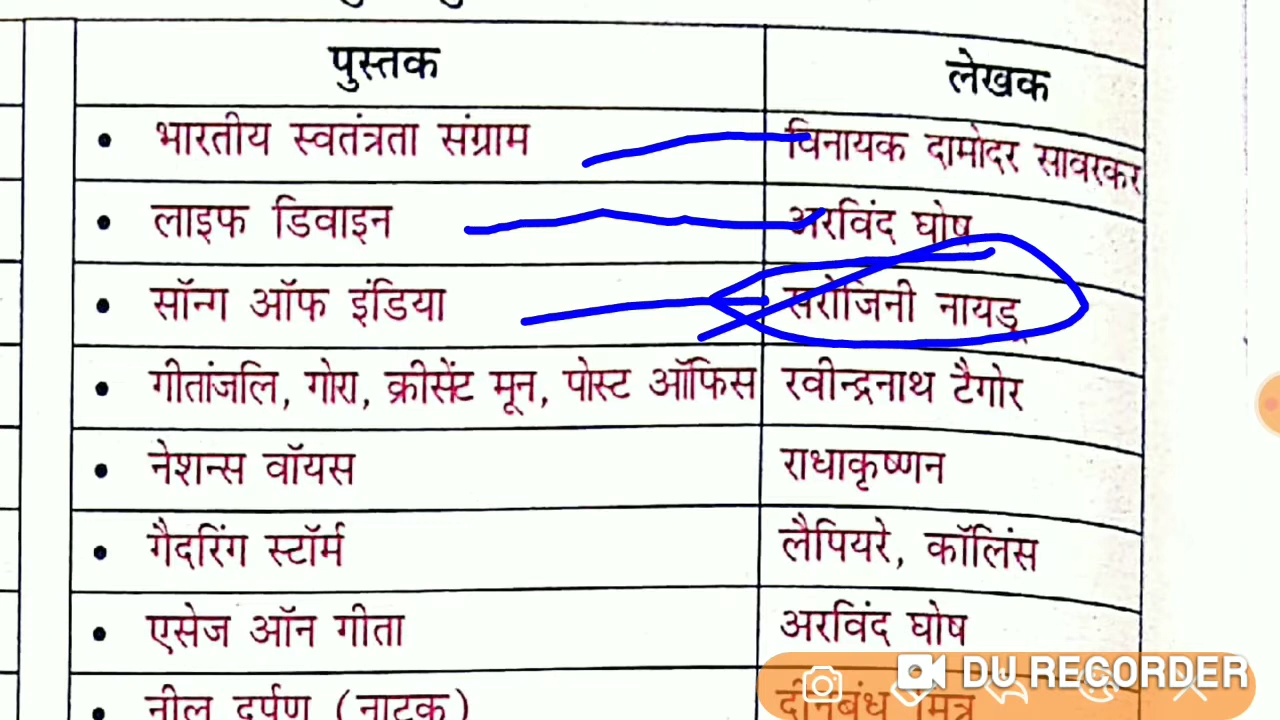 पुस्तक लेखक
• भारतीय स्वतंत्रता संग्राम विनायक दामोदर सावरकर
• लाइफ डिवाइन अरविंद घोष
• सॉन्ग ऑफ इंडिया सरोजिनी नायडू
• गीतांजलि, गोरा, क्रीसेंट मून, पोस्ट ऑफिस रवीन्द्रनाथ टैगोर
• नेशन्स वॉयस राधाकृष्णन
• गैदरिंग स्टॉर्म लैपियरे, कॉलिंस
• एसेज ऑन गीता अरविंद घोष
DU RECORDER
• नील दर्पण (नाटक) दीनबंधु मित्र